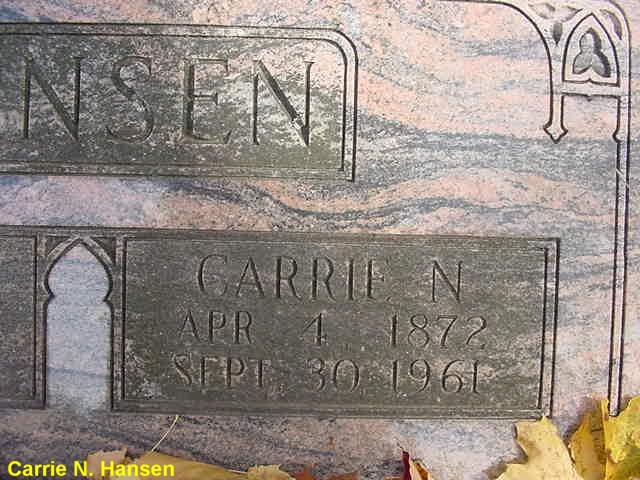 NSEN
CARRIE N
APR 4, 1872
SEPT. 30, 1961
Carrie N. Hansen